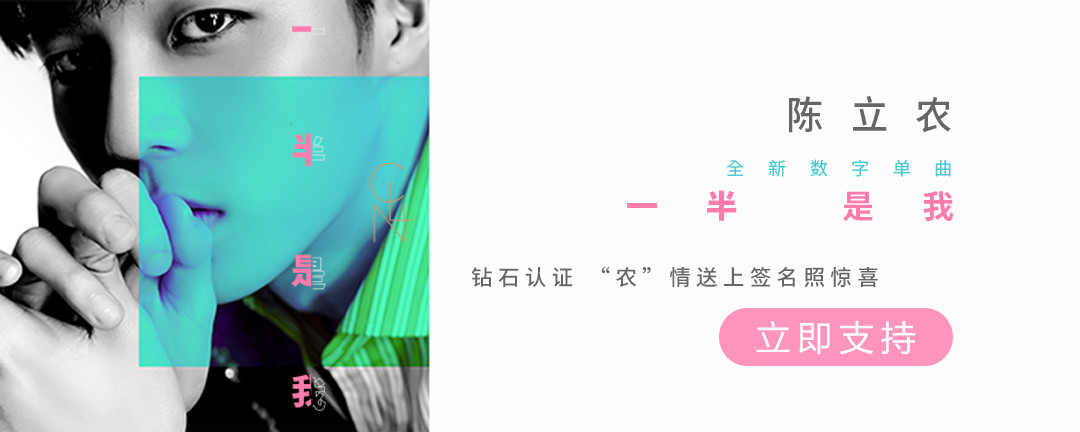 一
半
是
我
陈立农
全新数字单曲
一半 是我
钻石认证 “农”情送上签名照惊喜
立即支持